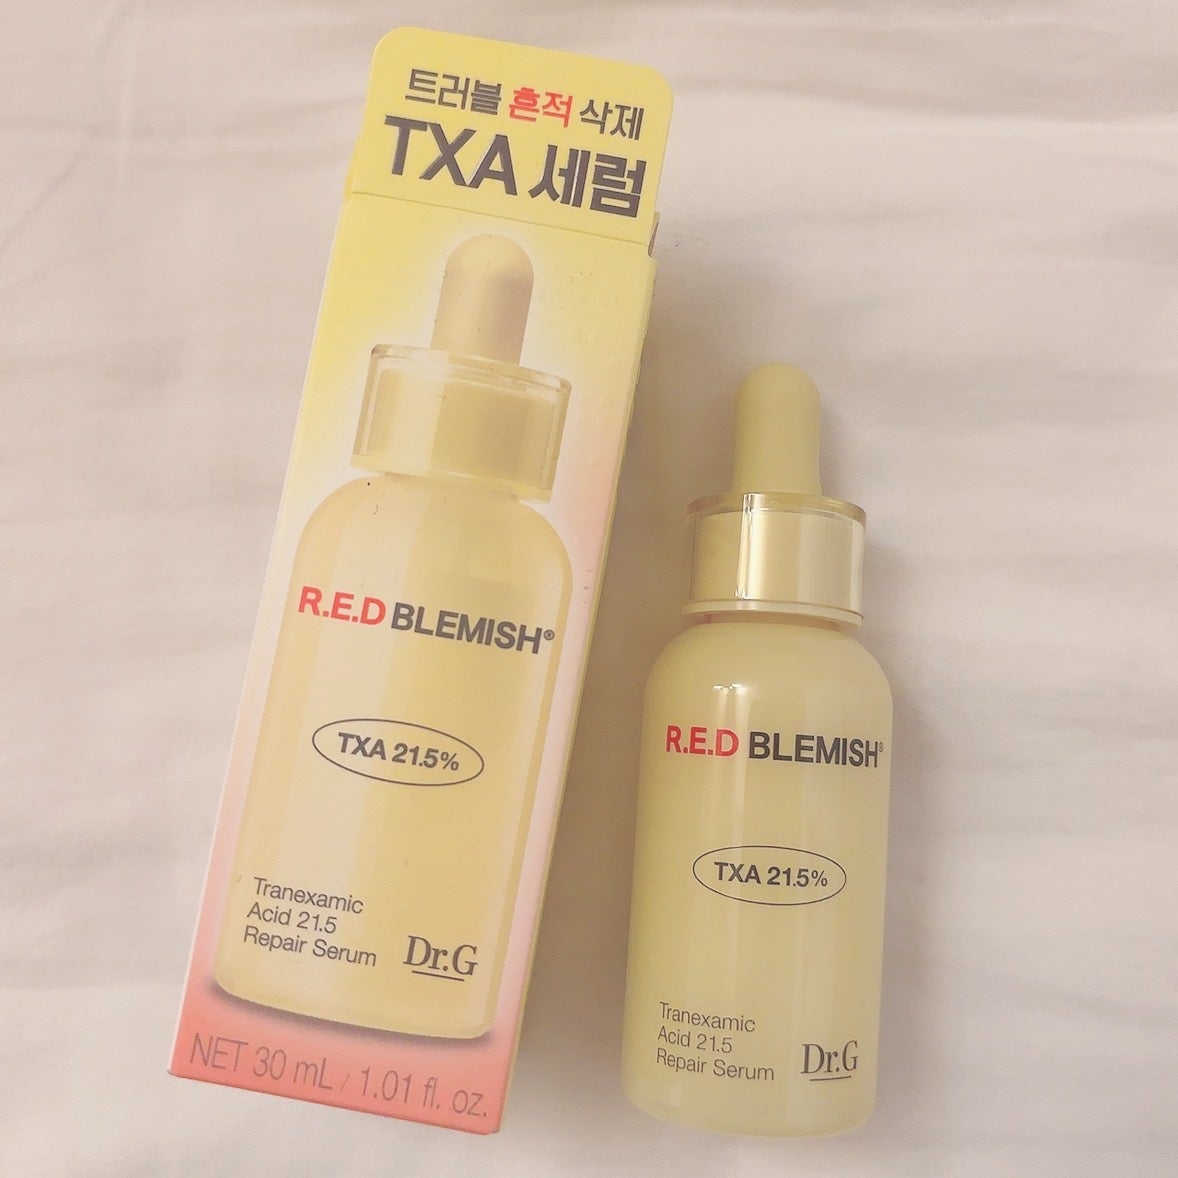 트러블 흔적 삭제
TXA 세럼
R.E.D BLEMISH®
TXA 21.5%
Tranexamic
Acid 21.5
Repair Serum
Dr.G
NET 30 mL / 1.01 fl. oz.
R.E.D BLEMISH®
TXA 21.5%
Tranexamic
Acid 21.5
Repair Serum
Dr.G